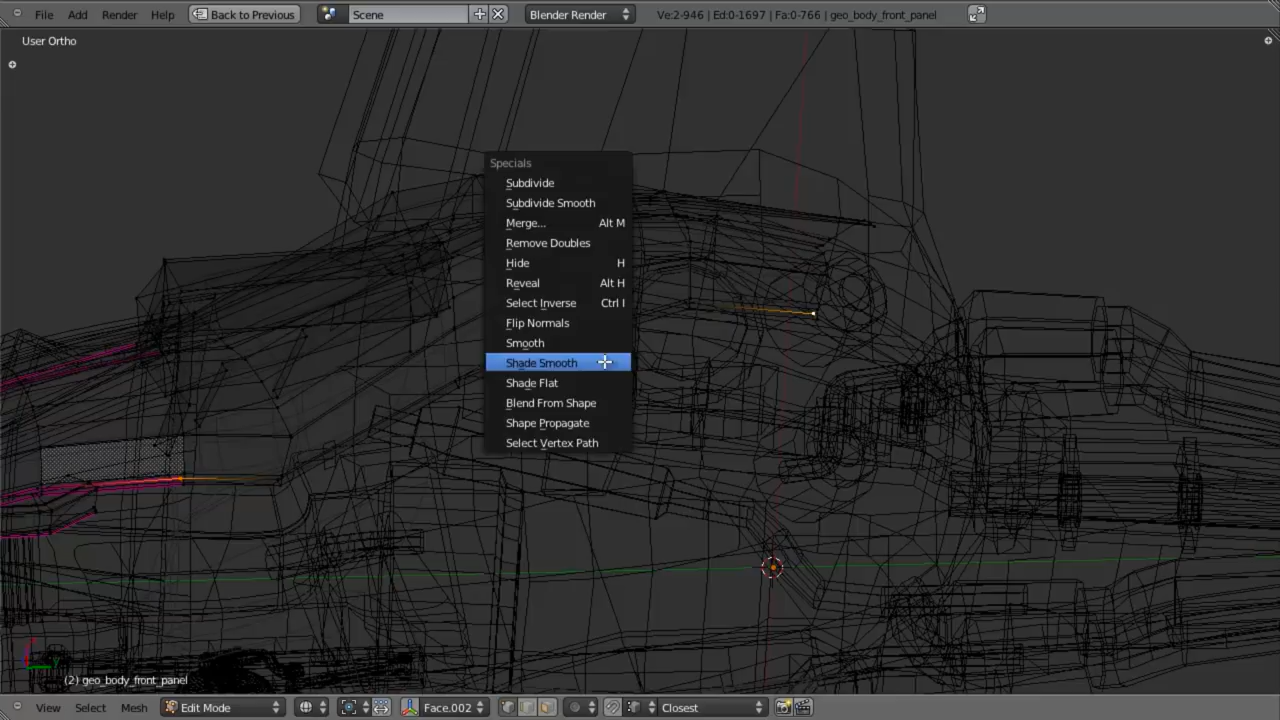 File Add Render Help Back to Previous Scene Blender Render Ve:2-946 | Ed:0-1697 | Fa:0-766 | geo_body_front_panel
User Ortho
Specials
Subdivide
Subdivide Smooth
Merge... Alt M
Remove Doubles
Hide H
Reveal Alt H
Select Inverse Ctrl I
Flip Normals
Smooth
Shade Smooth
Shade Flat
Blend From Shape
Shape Propagate
Select Vertex Path
(2) geo_body_front_panel
View Select Mesh Edit Mode Face.002 Closest